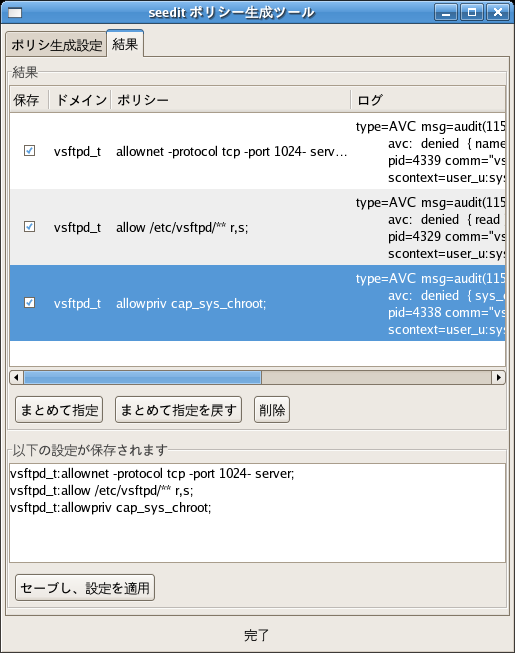 seedit ポリシー生成ツール
ポリシ生成設定 結果
結果
保存 ドメイン ポリシー ログ
type=AVC msg=audit(115
avc: denied { name
vsftpd_t allownet -protocol tcp -port 1024- serv...
pid=4339 comm="vs
scontext=user_u:sys
type=AVC msg=audit(115
avc: denied { read
vsftpd_t allow /etc/vsftpd/** r,s;
pid=4329 comm="vs
scontext=user_u:sys
type=AVC msg=audit(115
avc: denied { sys_c
vsftpd_t allowpriv cap_sys_chroot;
pid=4338 comm="vs
scontext=user_u:sys
まとめて指定 まとめて指定を戻す 削除
以下の設定が保存されます
vsftpd_t:allownet -protocol tcp -port 1024- server;
vsftpd_t:allow /etc/vsftpd/** r,s;
vsftpd_t:allowpriv cap_sys_chroot;
セーブし、設定を適用
完了